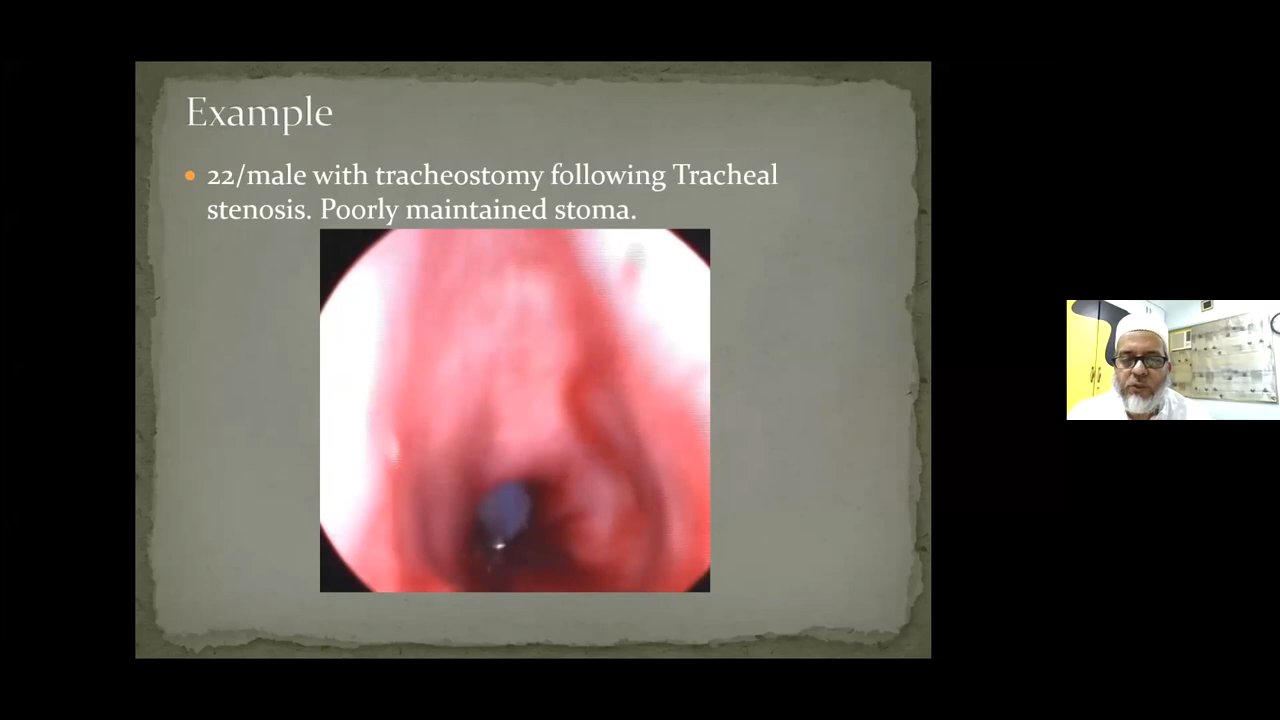 Example
22/male with tracheostomy following Tracheal
stenosis. Poorly maintained stoma.